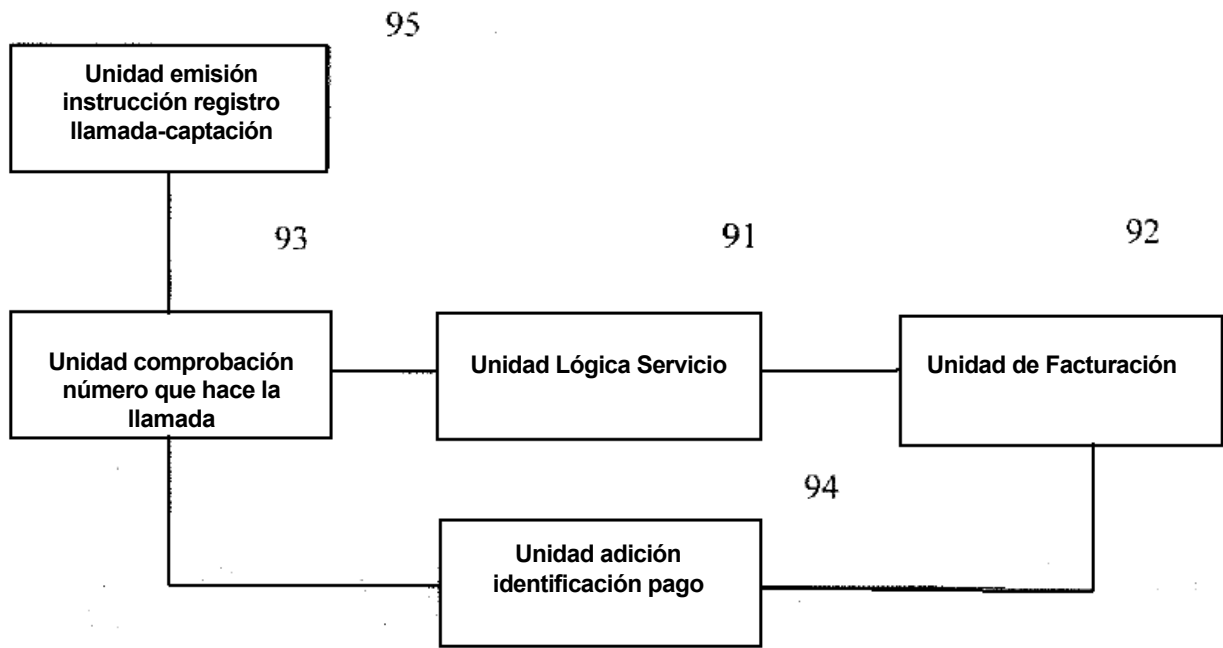 95
Unidad emisión
instrucción registro
llamada-captación
93
91
92
Unidad comprobación
número que hace la
llamada
Unidad Lógica Servicio
Unidad de Facturación
94
Unidad adición
identificación pago